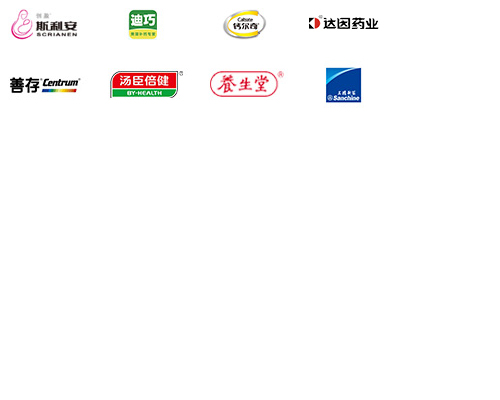 斯利安
SCRIANEN
迪巧
Caltrate
钙尔奇®
达因药业
善存®Centrum®
汤臣倍健®
BY-HEALTH
養生堂®
Sanchine